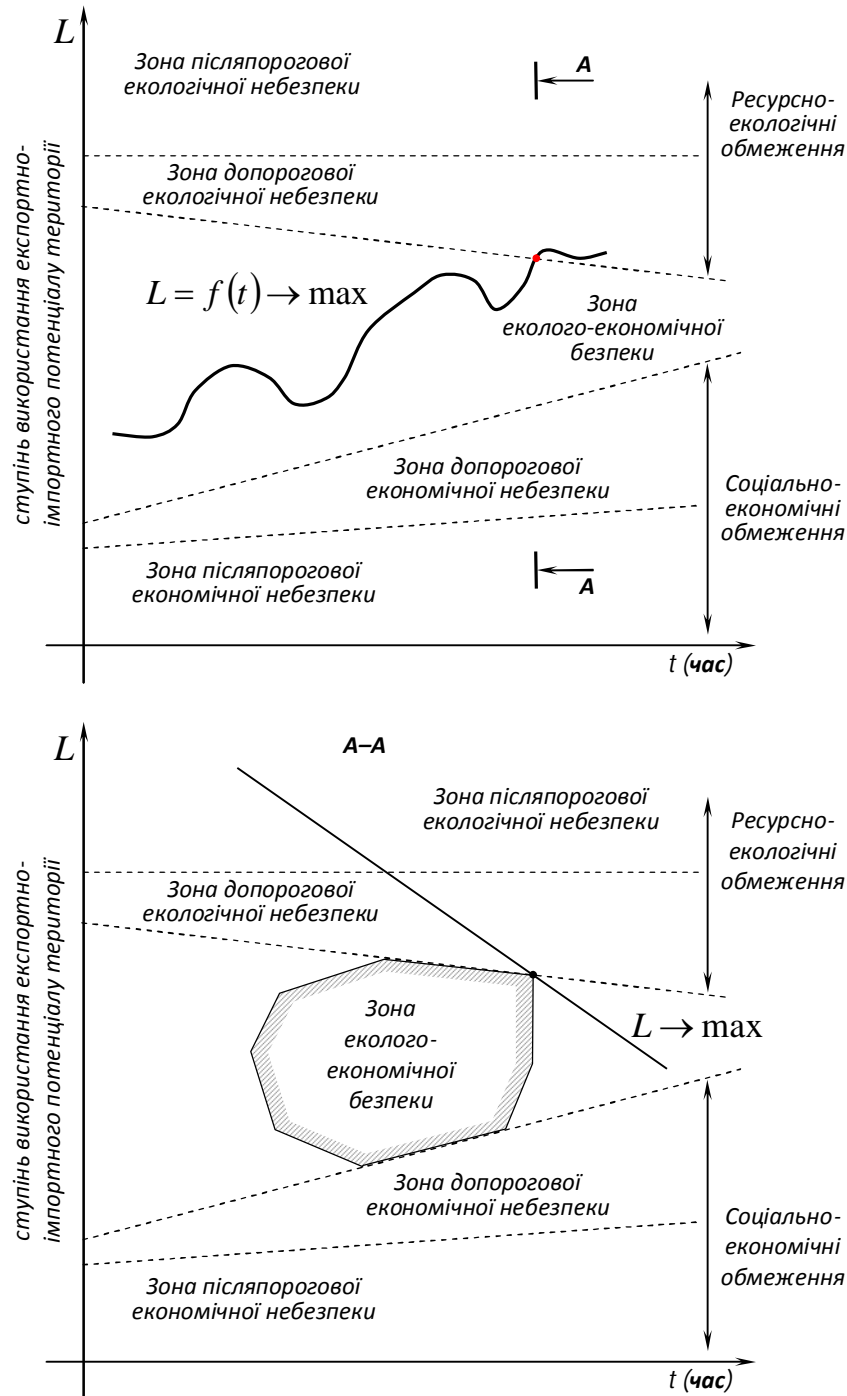 L
Зона післяпорогової
екологічної небезпеки
А
Ресурсно-
екологічні
обмеження
Зона допорогової
екологічної небезпеки
ступінь використання експортно-
імпортного потенціалу території
L = f(t) → max
Зона
еколого-економічної
безпеки
Зона допорогової
економічної небезпеки
Соціально-
економічні
обмеження
Зона післяпорогової
економічної небезпеки
А
t (час)
L
А–А
Зона післяпорогової
екологічної небезпеки
Ресурсно-
екологічні
обмеження
Зона допорогової
екологічної небезпеки
ступінь використання експортно-
імпортного потенціалу території
Зона
еколого-
економічної
безпеки
L → max
Зона допорогової
економічної небезпеки
Соціально-
економічні
обмеження
Зона післяпорогової
економічної небезпеки
t (час)